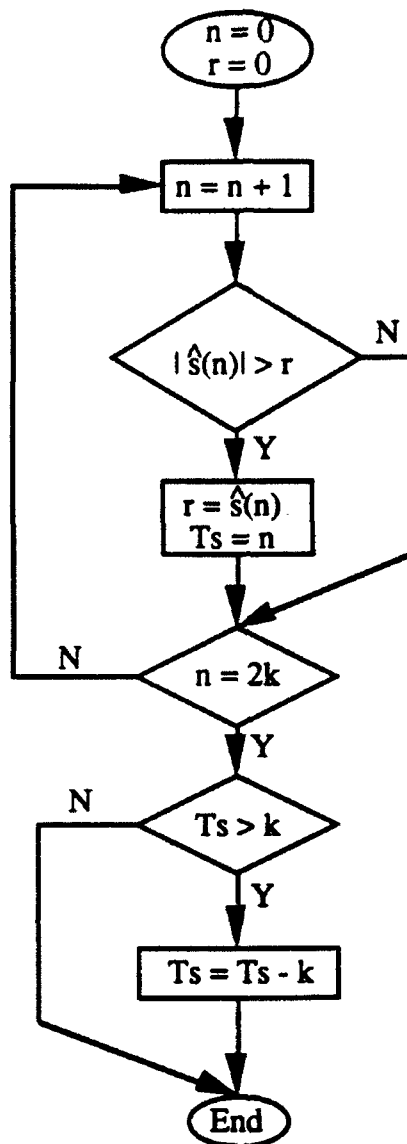 n = 0
r = 0
n = n + 1
| ŝ(n)| > r
N
Y
r = ŝ(n)
Ts = n
N
n = 2k
Y
N
Ts > k
Y
Ts = Ts - k
End